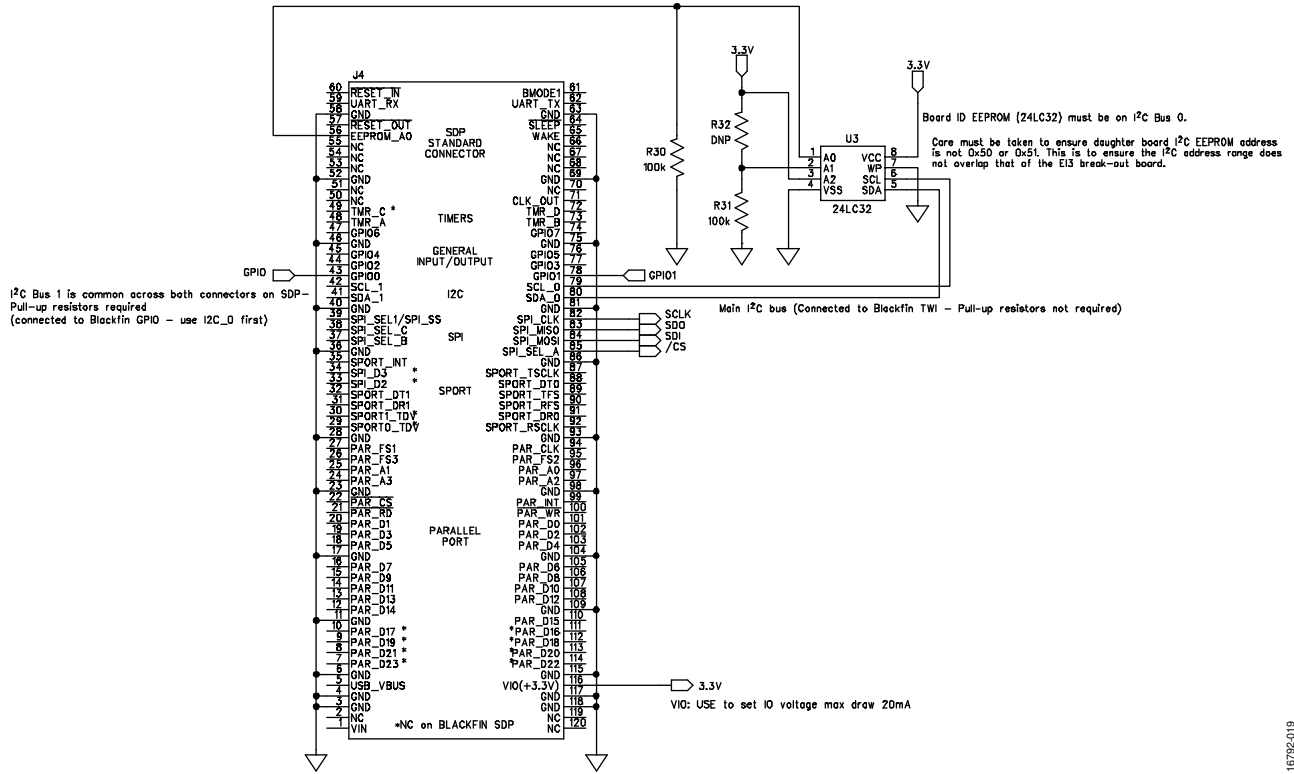 J4
60 RESET_IN
59 UART_RX
58 GND
57 RESET_OUT
56 EEPROM_A0
55 NC
54 NC
53 NC
52 GND
51 NC
50 NC
49 TMR_C *
48 TMR_A
47 GPIO6
46 GND
45 GPIO4
44 GPIO2
43 GPIO0
42 SCL_1
41 SDA_1
40 GND
39 SPI_SEL1/SPI_SS
38 SPI_SEL_C
37 SPI_SEL_B
36 GND
35 SPORT_INT
34 SPI_D3 *
33 SPI_D2 *
32 SPORT_DT1
31 SPORT_DR1
30 SPORT1_TDV *
29 SPORT0_TDV *
28 GND
27 PAR_FS1
26 PAR_FS3
25 PAR_A1
24 PAR_A3
23 GND
22 PAR_CS
21 PAR_RD
20 PAR_D1
19 PAR_D3
18 PAR_D5
17 GND
16 PAR_D7
15 PAR_D9
14 PAR_D11
13 PAR_D13
12 PAR_D14
11 GND
10 PAR_D17 *
9 PAR_D19 *
8 PAR_D21 *
7 PAR_D23 *
6 GND
5 USB_VBUS
4 GND
3 GND
2 NC
1 VIN
SDP
STANDARD
CONNECTOR
TIMERS
GENERAL
INPUT/OUTPUT
I2C
SPI
SPORT
PARALLEL
PORT
*NC on BLACKFIN SDP
BMODE1 61
UART_TX 62
GND 63
SLEEP 64
WAKE 65
NC 66
NC 67
NC 68
GND 69
NC 70
CLK_OUT 71
TMR_D 72
TMR_B 73
GPIO7 74
GND 75
GPIO5 76
GPIO3 77
GPIO1 78
SCL_0 79
SDA_0 80
GND 81
SPI_CLK 82
SPI_MISO 83
SPI_MOSI 84
SPI_SEL_A 85
GND 86
SPORT_TSCLK 87
SPORT_DT0 88
SPORT_TFS 89
SPORT_RFS 90
SPORT_DR0 91
SPORT_RSCLK 92
GND 93
PAR_CLK 94
PAR_FS2 95
PAR_A0 96
PAR_A2 97
GND 98
PAR_INT 99
PAR_WR 100
PAR_D0 101
PAR_D2 102
PAR_D4 103
GND 104
PAR_D6 105
PAR_D8 106
PAR_D10 107
PAR_D12 108
GND 109
PAR_D15 110
*PAR_D16 111
*PAR_D18 112
*PAR_D20 113
*PAR_D22 114
GND 115
VIO(+3.3V) 116
GND 117
GND 118
NC 119
NC 120
GPIO
I2C Bus 1 is common across both connectors on SDP-
Pull-up resistors required
(connected to Blackfin GPIO - use I2C_0 first)
GPIO1
SCLK
SDO
SDI
/CS
3.3V
VIO: USE to set IO voltage max draw 20mA
R30
100k
3.3V
R32
DNP
R31
100k
U3
1 A0
2 A1
3 A2
4 VSS
VCC 8
WP 7
SCL 6
SDA 5
24LC32
3.3V
Board ID EEPROM (24LC32) must be on I2C Bus 0.
Care must be taken to ensure daughter board I2C EEPROM address
is not 0x50 or 0x51. This is to ensure the I2C address range does
not overlap that of the EI3 break-out board.
Main I2C bus (Connected to Blackfin TWI - Pull-up resistors not required)
16792-019